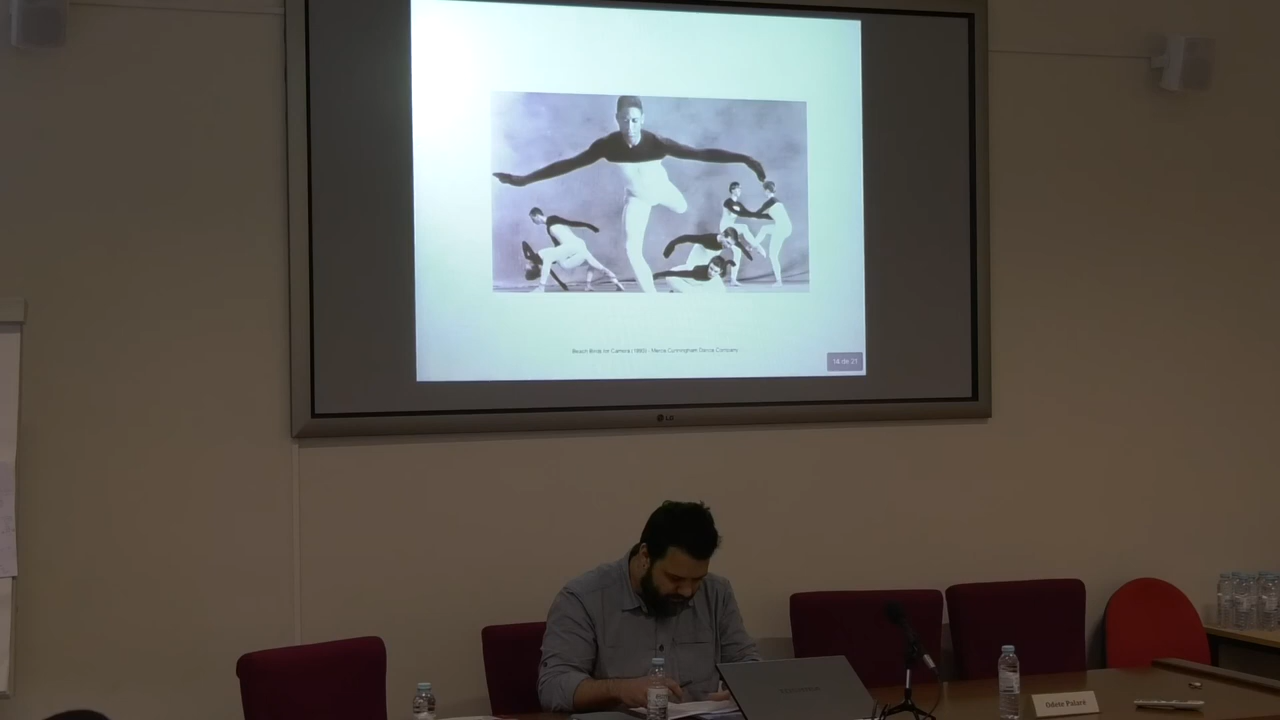 Beach Birds for Camera (1993) - Merce Cunningham Dance Company
14 de 21
LG
Odete Palaré